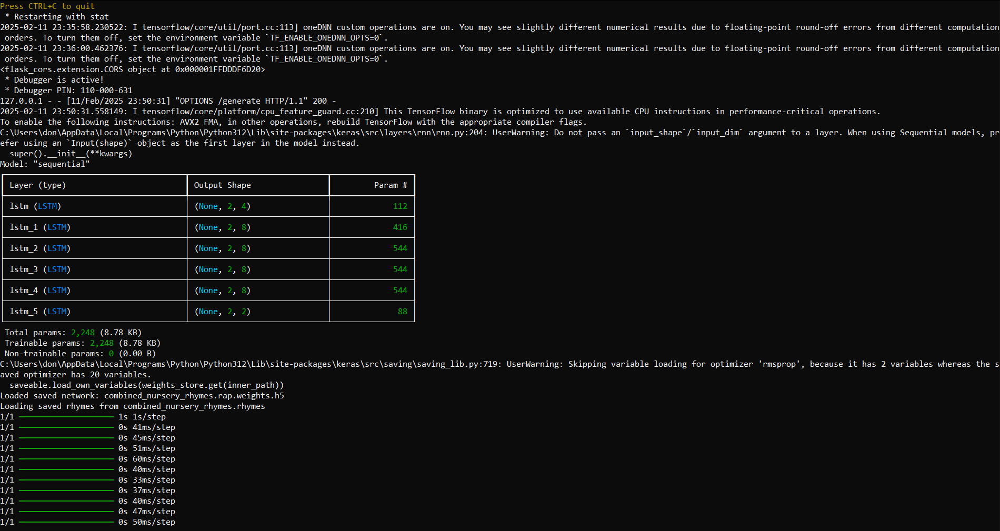 Press CTRL+C to quit
 * Restarting with stat
2025-02-11 23:35:58.230522: I tensorflow/core/util/port.cc:113] oneDNN custom operations are on. You may see slightly different numerical results due to floating-point round-off errors from different computation
 orders. To turn them off, set the environment variable `TF_ENABLE_ONEDNN_OPTS=0`.
2025-02-11 23:36:00.462376: I tensorflow/core/util/port.cc:113] oneDNN custom operations are on. You may see slightly different numerical results due to floating-point round-off errors from different computation
 orders. To turn them off, set the environment variable `TF_ENABLE_ONEDNN_OPTS=0`.
<flask_cors.extension.CORS object at 0x000001FFDDDF6D20>
 * Debugger is active!
 * Debugger PIN: 110-000-631
127.0.0.1 - - [11/Feb/2025 23:50:31] "OPTIONS /generate HTTP/1.1" 200 -
2025-02-11 23:50:31.558149: I tensorflow/core/platform/cpu_feature_guard.cc:210] This TensorFlow binary is optimized to use available CPU instructions in performance-critical operations.
To enable the following instructions: AVX2 FMA, in other operations, rebuild TensorFlow with the appropriate compiler flags.
C:\Users\don\AppData\Local\Programs\Python\Python312\Lib\site-packages\keras\src\layers\rnn\rnn.py:204: UserWarning: Do not pass an `input_shape`/`input_dim` argument to a layer. When using Sequential models, pr
efer using an `Input(shape)` object as the first layer in the model instead.
  super().__init__(**kwargs)
Model: "sequential"
Layer (type) Output Shape Param #
lstm (LSTM) (None, 2, 4) 112
lstm_1 (LSTM) (None, 2, 8) 416
lstm_2 (LSTM) (None, 2, 8) 544
lstm_3 (LSTM) (None, 2, 8) 544
lstm_4 (LSTM) (None, 2, 8) 544
lstm_5 (LSTM) (None, 2, 2) 88
 Total params: 2,248 (8.78 KB)
 Trainable params: 2,248 (8.78 KB)
 Non-trainable params: 0 (0.00 B)
C:\Users\don\AppData\Local\Programs\Python\Python312\Lib\site-packages\keras\src\saving\saving_lib.py:719: UserWarning: Skipping variable loading for optimizer 'rmsprop', because it has 2 variables whereas the s
aved optimizer has 20 variables.
  saveable.load_own_variables(weights_store.get(inner_path))
Loaded saved network: combined_nursery_rhymes.rap.weights.h5
Loading saved rhymes from combined_nursery_rhymes.rhymes
1/1 1s 1s/step
1/1 0s 41ms/step
1/1 0s 45ms/step
1/1 0s 51ms/step
1/1 0s 60ms/step
1/1 0s 40ms/step
1/1 0s 33ms/step
1/1 0s 37ms/step
1/1 0s 40ms/step
1/1 0s 47ms/step
1/1 0s 50ms/step